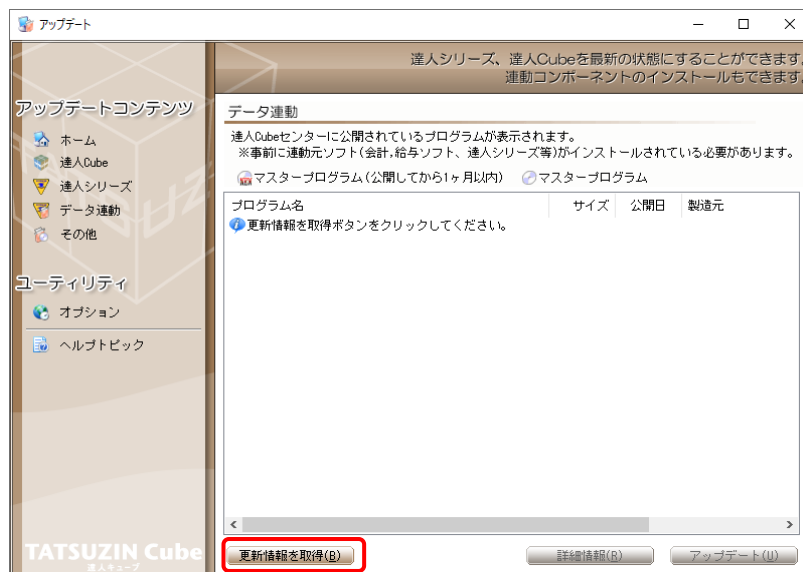 アップデート
達人シリーズ、達人Cubeを最新の状態にすることができます。
連動コンポーネントのインストールもできます。
アップデートコンテンツ
ホーム
達人Cube
達人シリーズ
データ連動
その他
ユーティリティ
オプション
ヘルプトピック
TATSUZIN Cube
達人キューブ
データ連動
達人Cubeセンターに公開されているプログラムが表示されます。
※事前に連動元ソフト(会計,給与ソフト、達人シリーズ等)がインストールされている必要があります。
マスタープログラム(公開してから1ヶ月以内) マスタープログラム
プログラム名 サイズ 公開日 製造元
更新情報を取得ボタンをクリックしてください。
更新情報を取得(B) 詳細情報(R) アップデート(U)